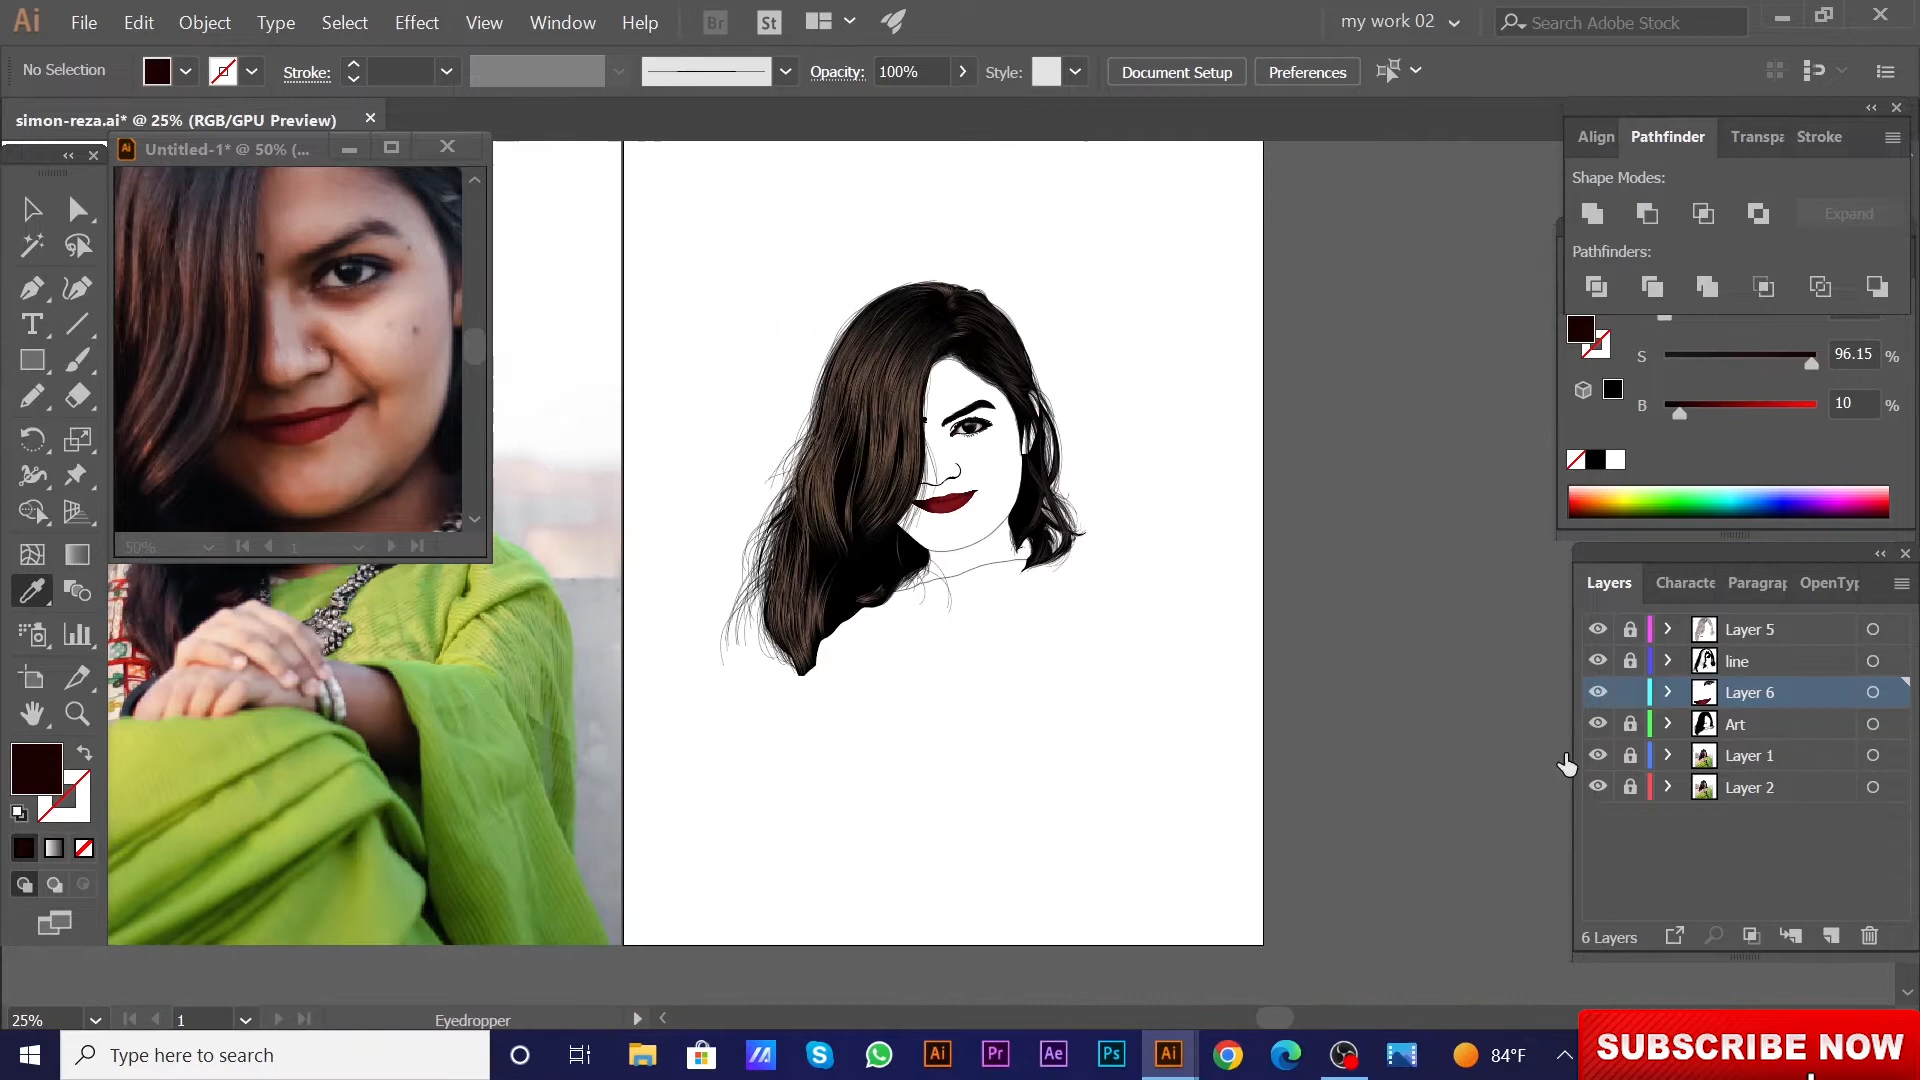 Ai File Edit Object Type Select Effect View Window Help Br St my work 02 Search Adobe Stock
No Selection Stroke: Opacity: 100% Style: Document Setup Preferences
simon-reza.ai* @ 25% (RGB/GPU Preview)
Ai Untitled-1* @ 50% (...
50% 1
Align Pathfinder Transpa Stroke
Shape Modes:
Expand
Pathfinders:
S 96.15 %
B 10 %
Layers Characte Paragrap OpenTyp
Layer 5
line
Layer 6
Art
Layer 1
Layer 2
6 Layers
25% 1 Eyedropper
Type here to search
Ai Pr Ae Ps Ai
84°F
SUBSCRIBE NOW